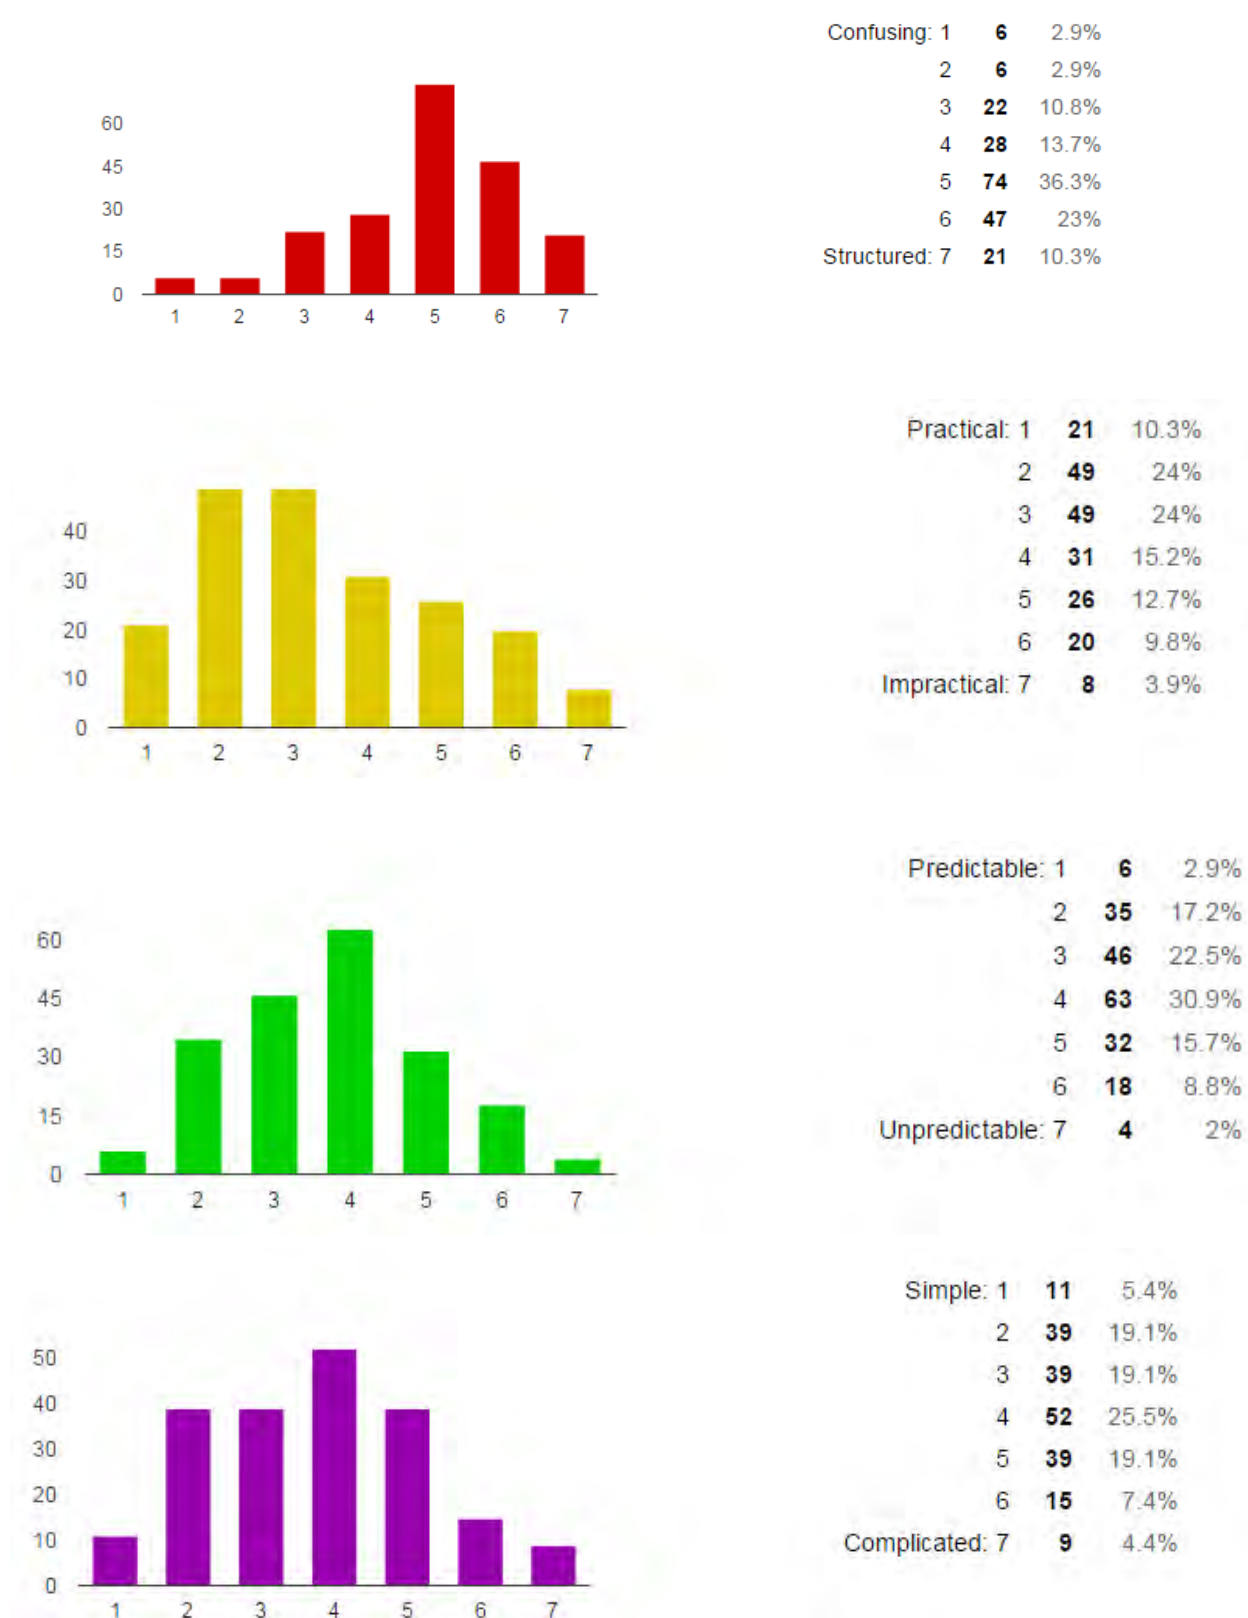 Confusing: 1 6 2.9%
2 6 2.9%
3 22 10.8%
4 28 13.7%
5 74 36.3%
6 47 23%
Structured: 7 21 10.3%
60
45
30
15
0
1 2 3 4 5 6 7
Practical: 1 21 10.3%
2 49 24%
3 49 24%
4 31 15.2%
5 26 12.7%
6 20 9.8%
Impractical: 7 8 3.9%
40
30
20
10
0
1 2 3 4 5 6 7
Predictable: 1 6 2.9%
2 35 17.2%
3 46 22.5%
4 63 30.9%
5 32 15.7%
6 18 8.8%
Unpredictable: 7 4 2%
60
45
30
15
0
1 2 3 4 5 6 7
Simple: 1 11 5.4%
2 39 19.1%
3 39 19.1%
4 52 25.5%
5 39 19.1%
6 15 7.4%
Complicated: 7 9 4.4%
50
40
30
20
10
0
1 2 3 4 5 6 7